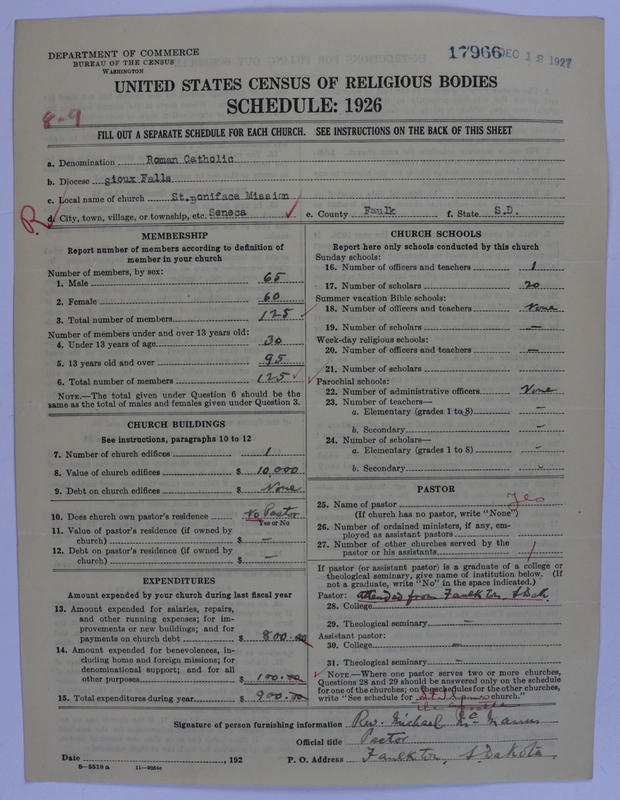 DEPARTMENT OF COMMERCE
BUREAU OF THE CENSUS
WASHINGTON
17966 DEC 12 1927
UNITED STATES CENSUS OF RELIGIOUS BODIES
SCHEDULE: 1926
8-9
FILL OUT A SEPARATE SCHEDULE FOR EACH CHURCH. SEE INSTRUCTIONS ON THE BACK OF THIS SHEET
a. Denomination Roman Catholic
b. Diocese Sioux Falls
c. Local name of church St.Boniface Mission
R
d. City, town, village, or township, etc. Seneca e. County Faulk f. State S.D.
MEMBERSHIP
Report number of members according to definition of
member in your church
Number of members, by sex:
1. Male 65
2. Female 60
3. Total number of members 125
Number of members under and over 13 years old:
4. Under 13 years of age 30
5. 13 years old and over 95
6. Total number of members 125
NOTE.—The total given under Question 6 should be
same as the total of males and females given under Question 3.
CHURCH BUILDINGS
See instructions, paragraphs 10 to 12
7. Number of church edifices 1
8. Value of church edifices $ 10,000
9. Debt on church edifices $ None
10. Does church own pastor's residence No Pastor
Yes or No
11. Value of pastor's residence (if owned by
church) $ —
12. Debt on pastor's residence (if owned by
church) $ —
EXPENDITURES
Amount expended by your church during last fiscal year
13. Amount expended for salaries, repairs,
and other running expenses; for im-
provements or new buildings; and for
payments on church debt $ 800.00
14. Amount expended for benevolences, in-
cluding home and foreign missions; for
denominational support; and for all
other purposes $ 100.00
15. Total expenditures during year $ 900.00
CHURCH SCHOOLS
Report here only schools conducted by this church
Sunday schools:
16. Number of officers and teachers 1
17. Number of scholars 20
Summer vacation Bible schools:
18. Number of officers and teachers None
19. Number of scholars —
Week-day religious schools:
20. Number of officers and teachers —
21. Number of scholars
Parochial schools:
22. Number of administrative officers None
23. Number of teachers—
a. Elementary (grades 1 to 8) —
b. Secondary —
24. Number of scholars—
a. Elementary (grades 1 to 8) —
b. Secondary
PASTOR
25. Name of pastor yes
(If church has no pastor, write "None")
26. Number of ordained ministers, if any, em-
ployed as assistant pastors
27. Number of other churches served by the
pastor or his assistants 1
If pastor (or assistant pastor) is a graduate of a college or
theological seminary, give name of institution below. (If
not a graduate, write "No" in the space indicated.)
Pastor: attended from Faulkton, S.Dak.
28. College
29. Theological seminary —
Assistant pastor:
30. College —
31. Theological seminary —
NOTE.—Where one pastor serves two or more churches,
Questions 28 and 29 should be answered only on the schedule
for one of the churches; on the schedules for the other churches,
write "See schedule for church."
Signature of person furnishing information Rev. Michael McManus
Official title Pastor
Date , 192 P. O. Address Faulkton, S. Dakota.
8—5518a 11—9856c